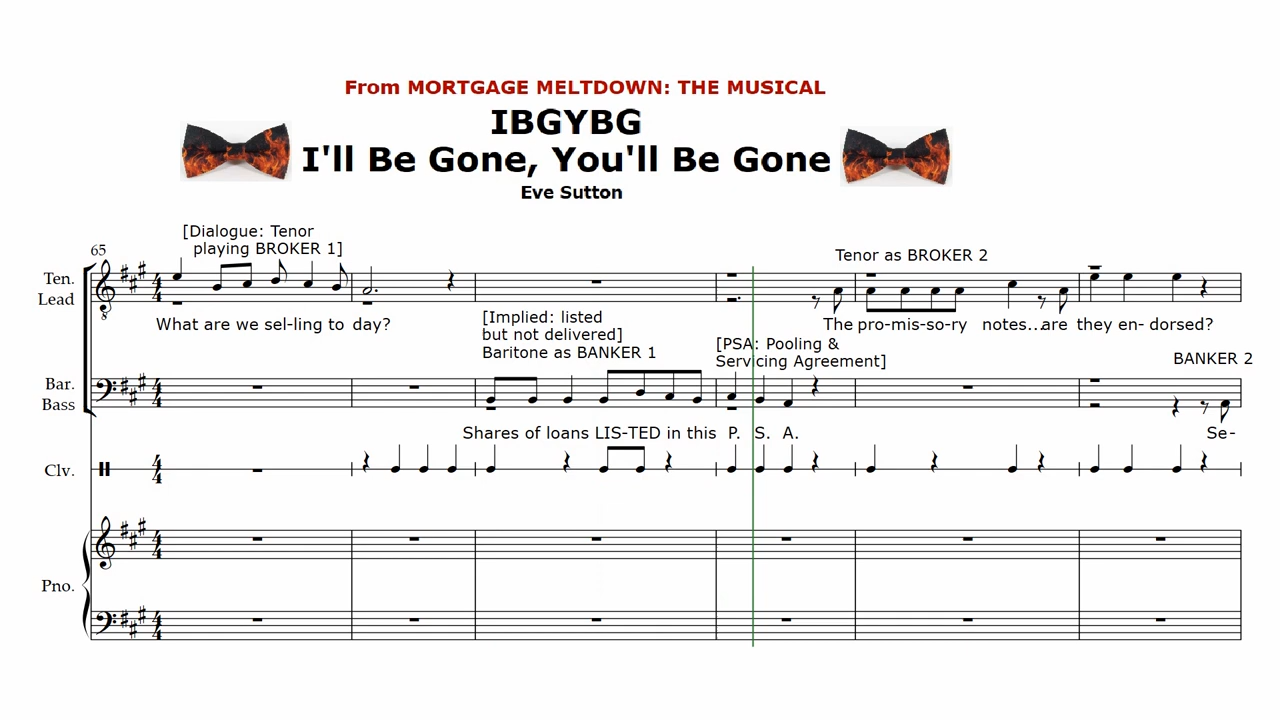 From MORTGAGE MELTDOWN: THE MUSICAL
IBGYBG
I'll Be Gone, You'll Be Gone
Eve Sutton
[Dialogue: Tenor
playing BROKER 1]
65
Tenor as BROKER 2
Ten.
Lead
What are we sel-ling to day?
The pro-mis-so-ry notes...are they en- dorsed?
[Implied: listed
but not delivered]
Baritone as BANKER 1
[PSA: Pooling &
Servicing Agreement]
BANKER 2
Bar.
Bass
Shares of loans LIS-TED in this P. S. A.
Se-
Clv.
Pno.